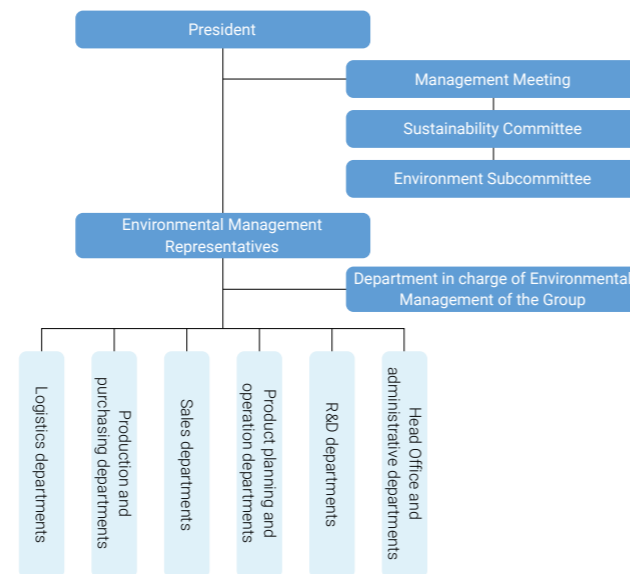 President
Management Meeting
Sustainability Committee
Environment Subcommittee
Environmental Management
Representatives
Department in charge of Environmental
Management of the Group
Logistics departments
Production and
purchasing departments
Sales departments
Product planning and
operation departments
R&D departments
Head Office and
administrative departments